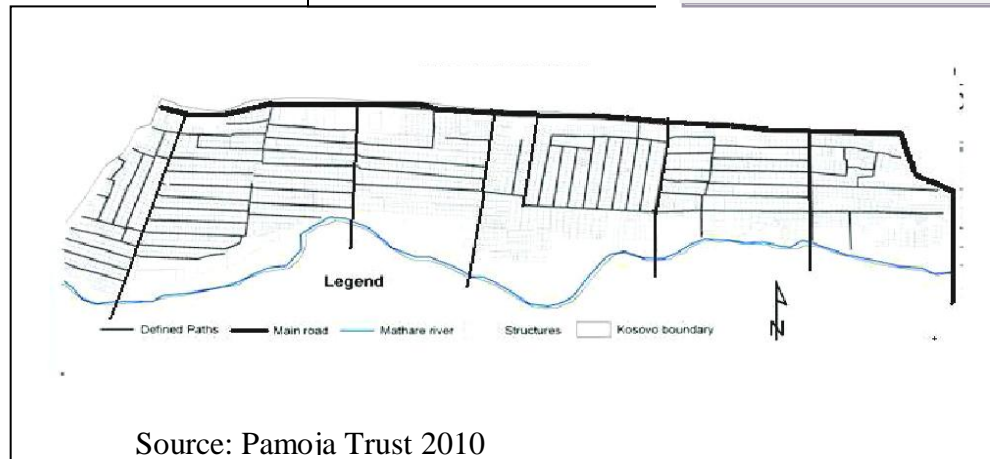 Legend
Defined Paths Main road Mathare river Structures Kosovo boundary
N
Source: Pamoja Trust 2010